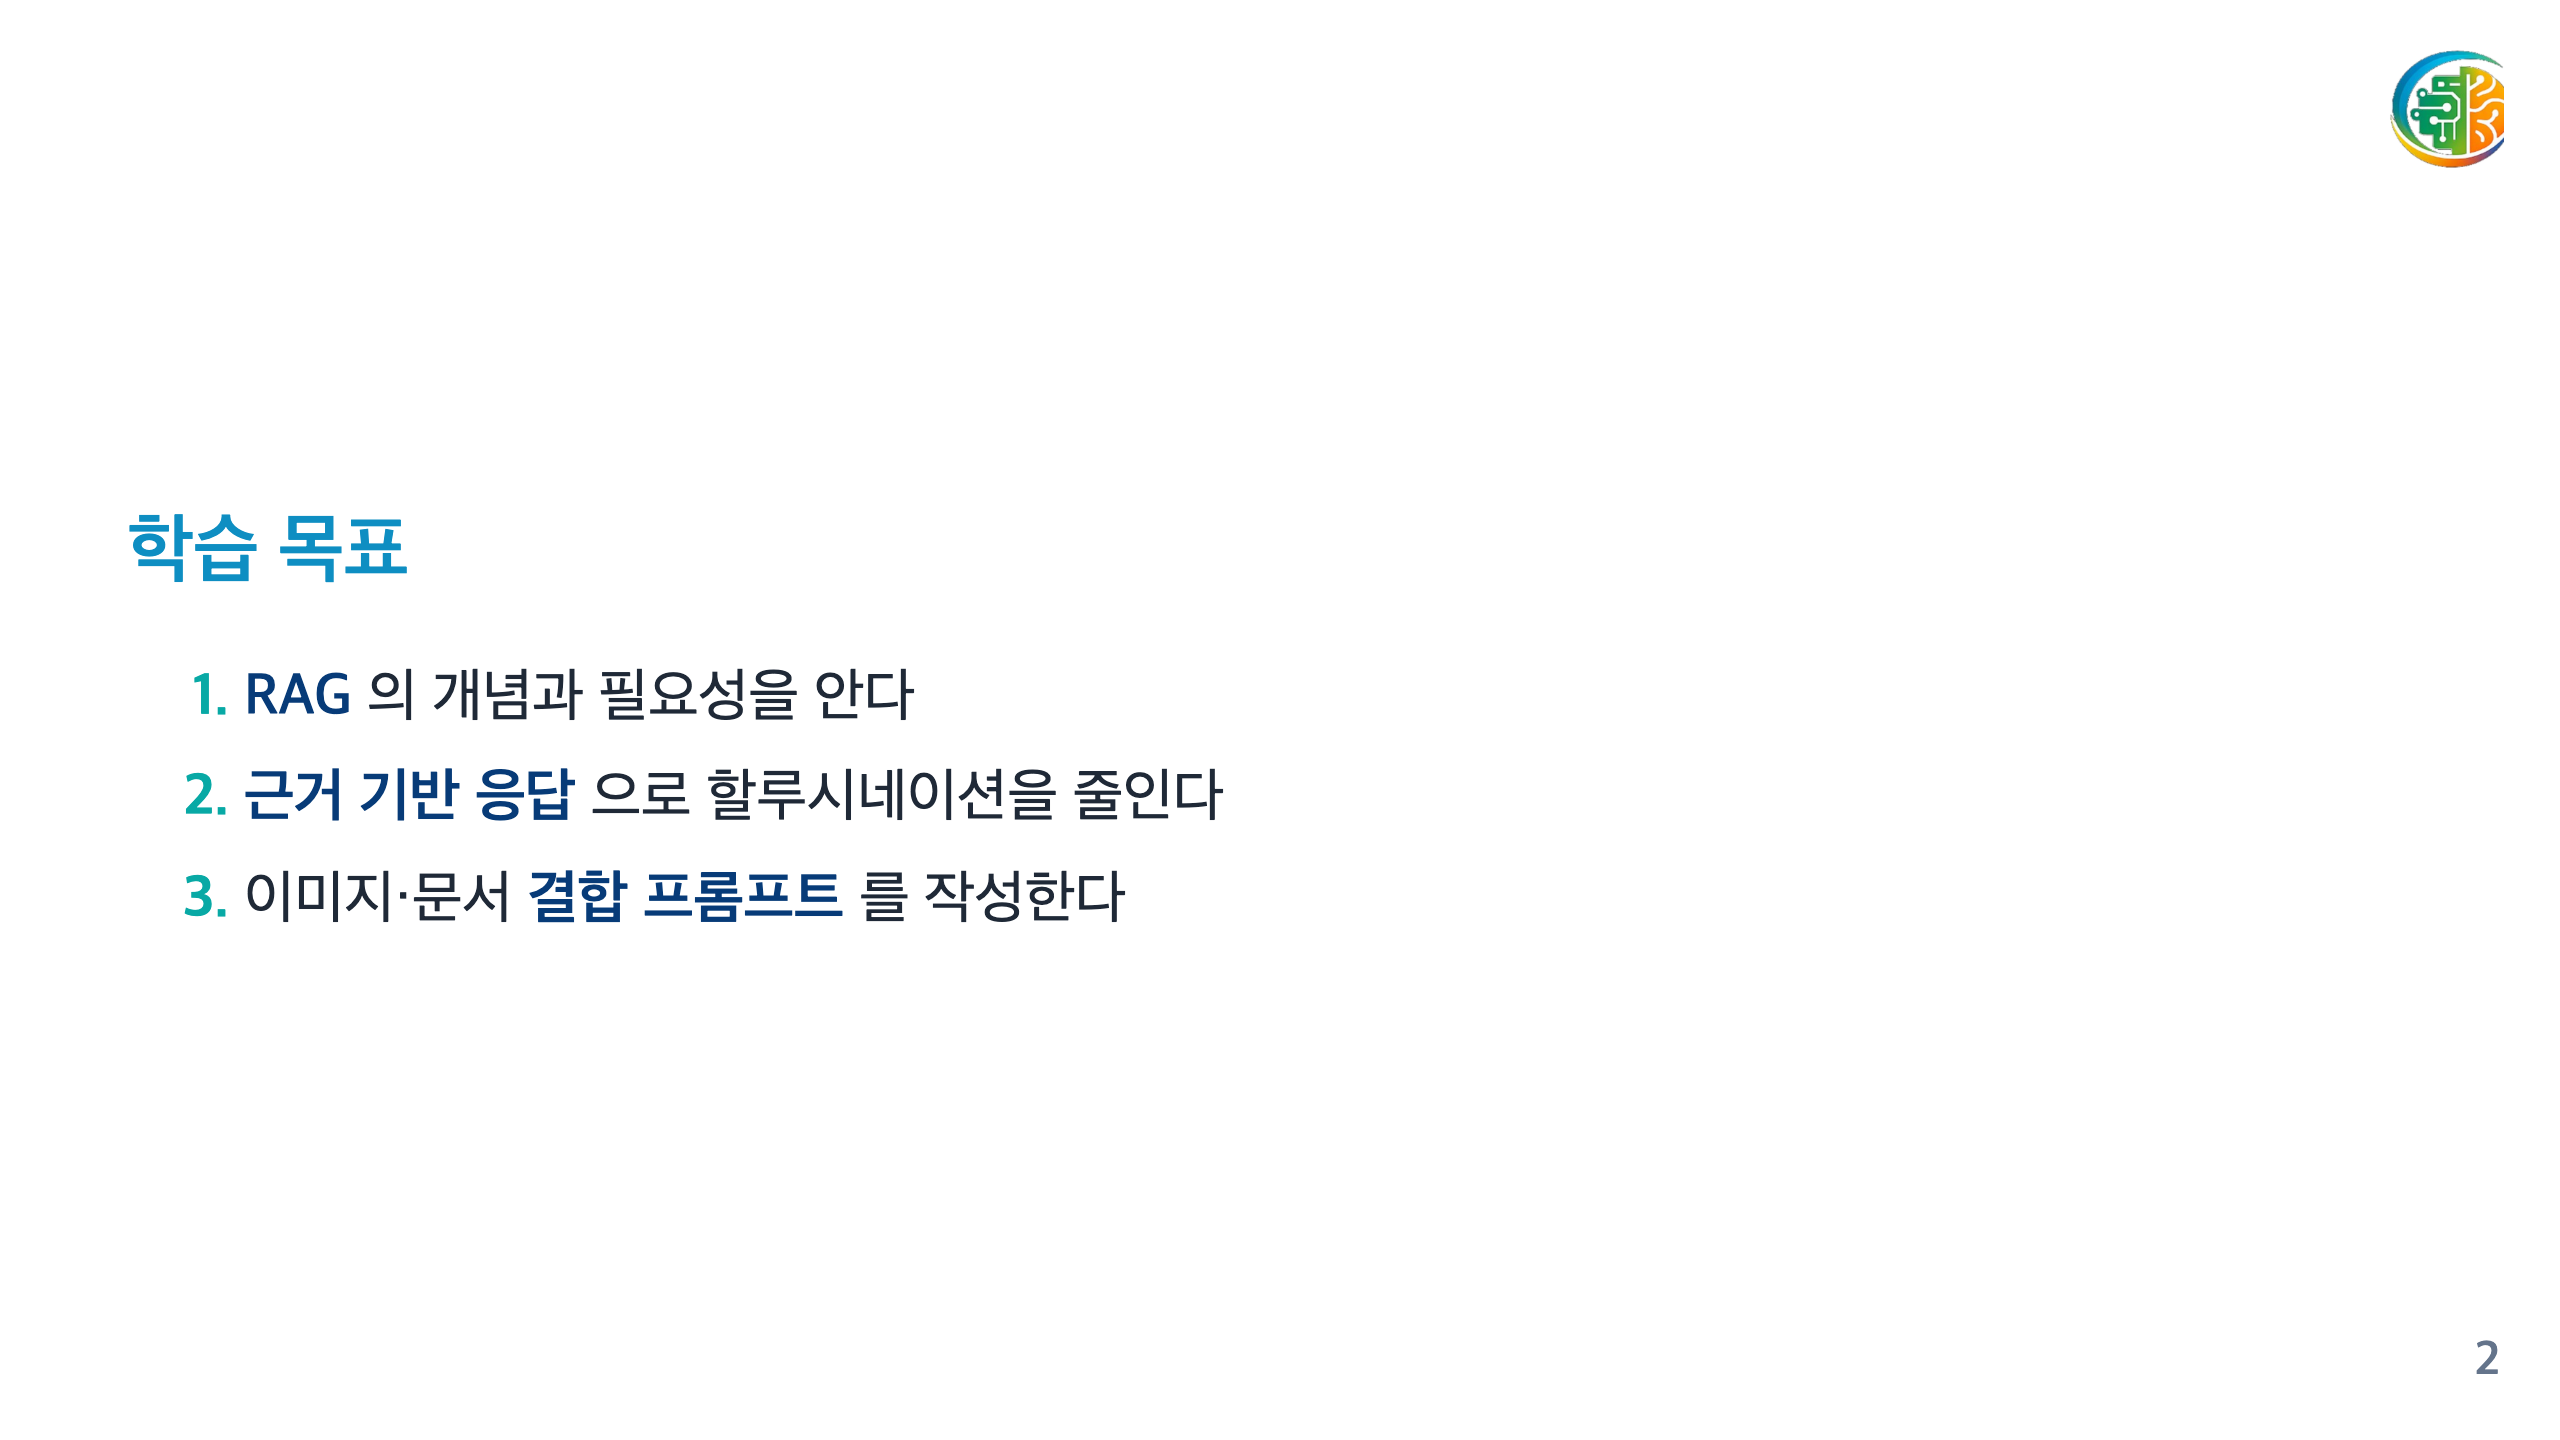 학습 목표
1. RAG 의 개념과 필요성을 안다
2. 근거 기반 응답 으로 할루시네이션을 줄인다
3. 이미지·문서 결합 프롬프트 를 작성한다
2